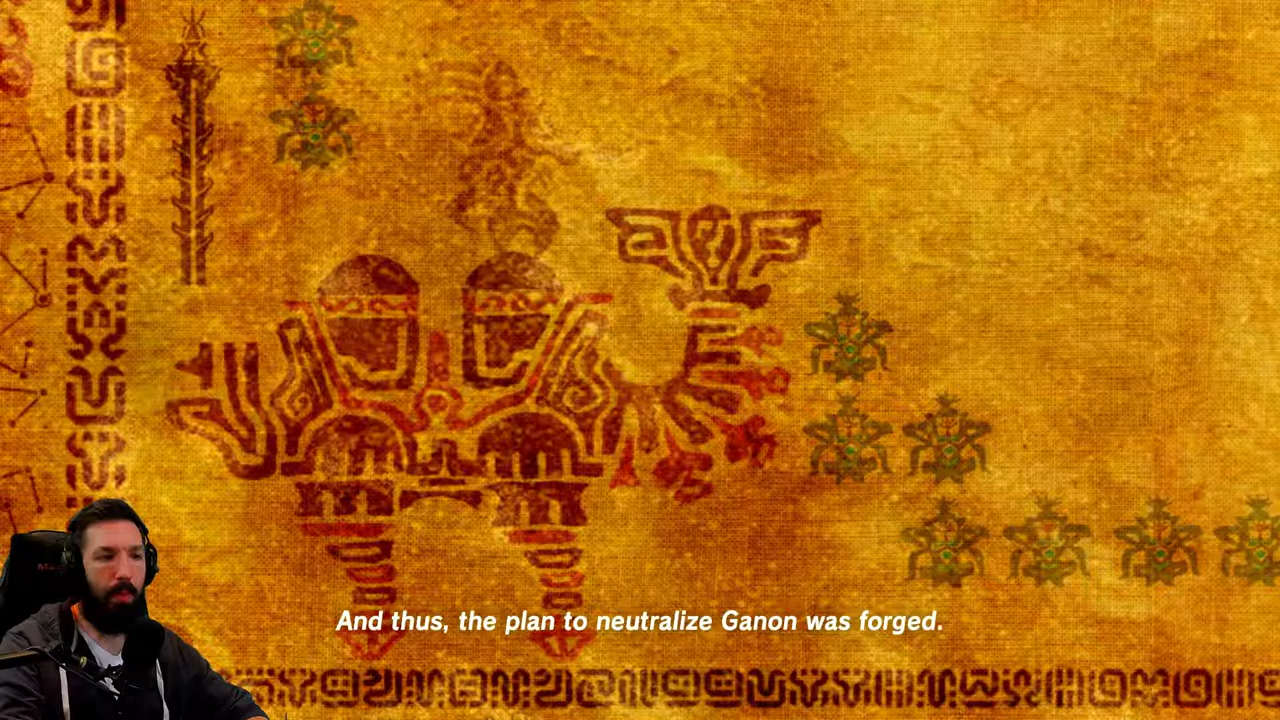 And thus, the plan to neutralize Ganon was forged.